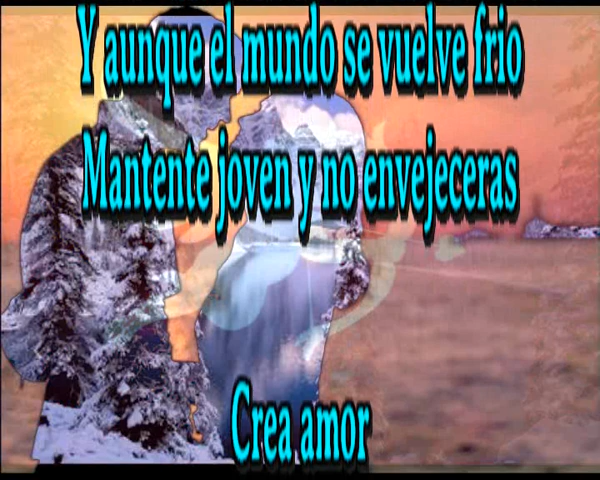 Y aunque el mundo se vuelve frio
Mantente joven y no envejeceras
Crea amor